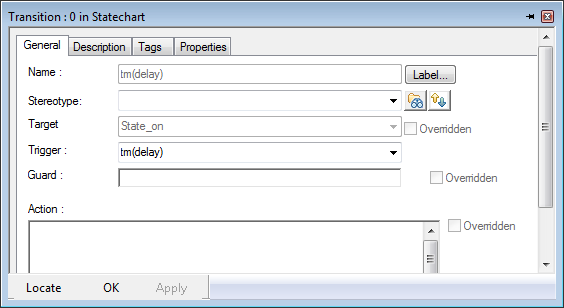 Transition : 0 in Statechart
General Description Tags Properties
Name : tm(delay) Label...
Stereotype:
Target State_on Overridden
Trigger : tm(delay)
Guard : Overridden
Action : Overridden
Locate OK Apply